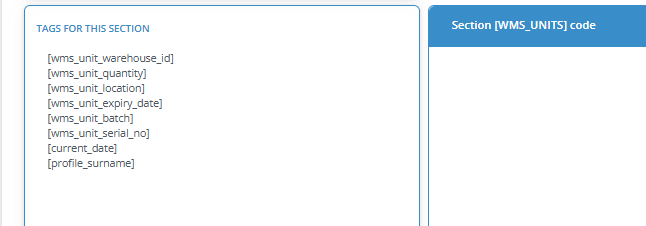 TAGS FOR THIS SECTION
Section [WMS_UNITS] code
[wms_unit_warehouse_id]
[wms_unit_quantity]
[wms_unit_location]
[wms_unit_expiry_date]
[wms_unit_batch]
[wms_unit_serial_no]
[current_date]
[profile_surname]